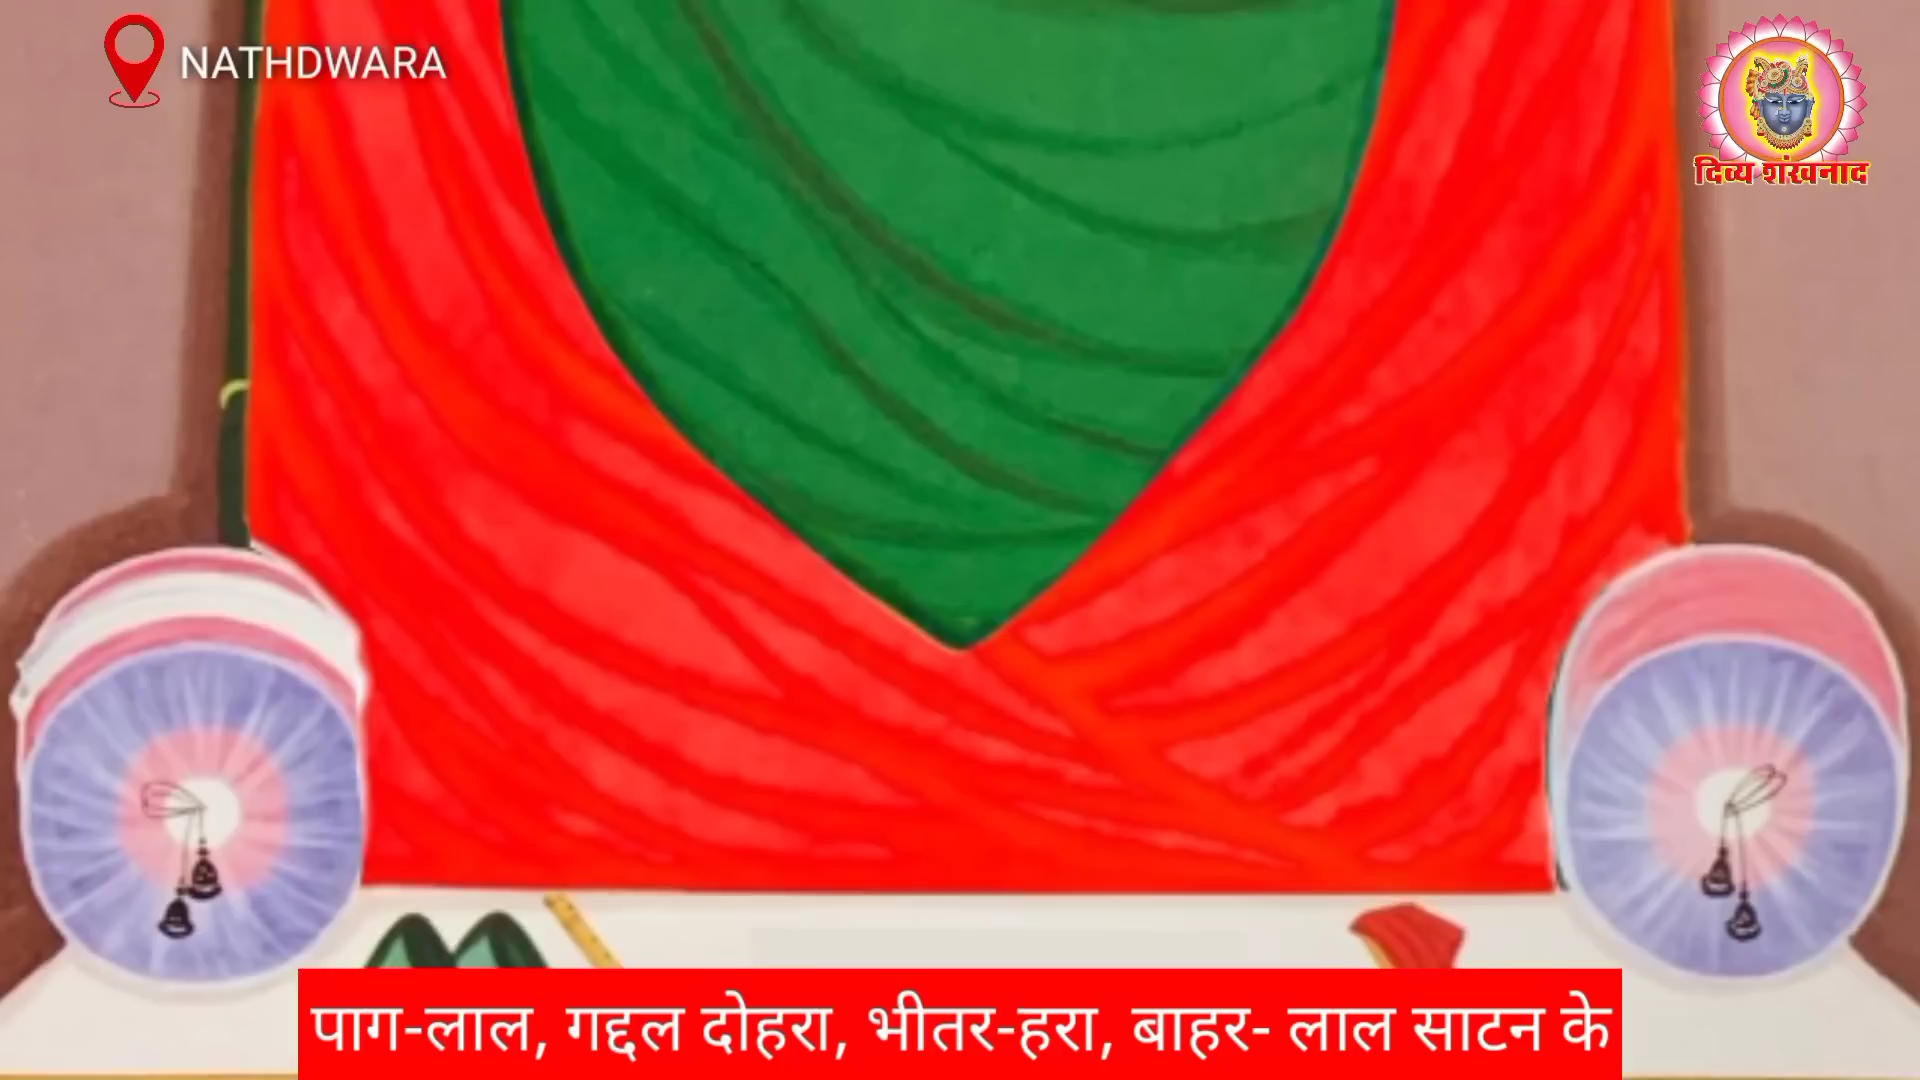 NATHDWARA
दिव्य शंखनाद
पाग-लाल, गद्दल दोहरा, भीतर-हरा, बाहर- लाल साटन के